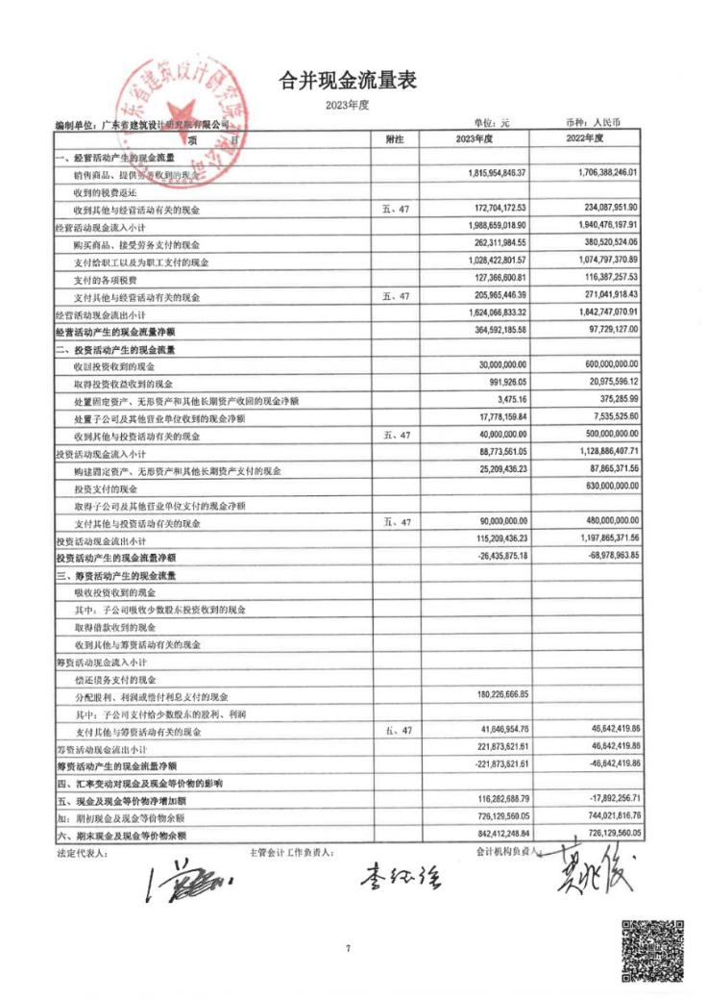 合并现金流量表
2023年度
编制单位：广东省建筑设计研究院有限公司 单位：元 币种：人民币
项 目 附注 2023年度 2022年度
一、经营活动产生的现金流量
销售商品、提供劳务收到的现金 1,815,954,846.37 1,706,388,246.01
收到的税费返还
收到其他与经营活动有关的现金 五、47 172,704,172.53 234,087,951.90
经营活动现金流入小计 1,988,659,018.90 1,940,476,197.91
购买商品、接受劳务支付的现金 262,311,984.55 380,520,524.06
支付给职工以及为职工支付的现金 1,028,422,801.57 1,074,797,370.89
支付的各项税费 127,366,600.81 116,387,257.53
支付其他与经营活动有关的现金 五、47 205,965,446.39 271,041,918.43
经营活动现金流出小计 1,624,066,833.32 1,842,747,070.91
经营活动产生的现金流量净额 364,592,185.58 97,729,127.00
二、投资活动产生的现金流量
收回投资收到的现金 30,000,000.00 600,000,000.00
取得投资收益收到的现金 991,926.05 20,975,596.12
处置固定资产、无形资产和其他长期资产收回的现金净额 3,475.16 375,285.99
处置子公司及其他营业单位收到的现金净额 17,778,159.84 7,535,525.60
收到其他与投资活动有关的现金 五、47 40,000,000.00 500,000,000.00
投资活动现金流入小计 88,773,561.05 1,128,886,407.71
购建固定资产、无形资产和其他长期资产支付的现金 25,209,436.23 87,865,371.56
投资支付的现金 630,000,000.00
取得子公司及其他营业单位支付的现金净额
支付其他与投资活动有关的现金 五、47 90,000,000.00 480,000,000.00
投资活动现金流出小计 115,209,436.23 1,197,865,371.56
投资活动产生的现金流量净额 -26,435,875.18 -68,978,963.85
三、筹资活动产生的现金流量
吸收投资收到的现金
其中：子公司吸收少数股东投资收到的现金
取得借款收到的现金
收到其他与筹资活动有关的现金
筹资活动现金流入小计
偿还债务支付的现金
分配股利、利润或偿付利息支付的现金 180,226,666.85
其中：子公司支付给少数股东的股利、利润
支付其他与筹资活动有关的现金 五、47 41,646,954.76 46,642,419.86
筹资活动现金流出小计 221,873,621.61 46,642,419.86
筹资活动产生的现金流量净额 -221,873,621.61 -46,642,419.86
四、汇率变动对现金及现金等价物的影响
五、现金及现金等价物净增加额 116,282,688.79 -17,892,256.71
加：期初现金及现金等价物余额 726,129,560.05 744,021,816.76
六、期末现金及现金等价物余额 842,412,248.84 726,129,560.05
法定代表人： 主管会计工作负责人： 会计机构负责人：
7